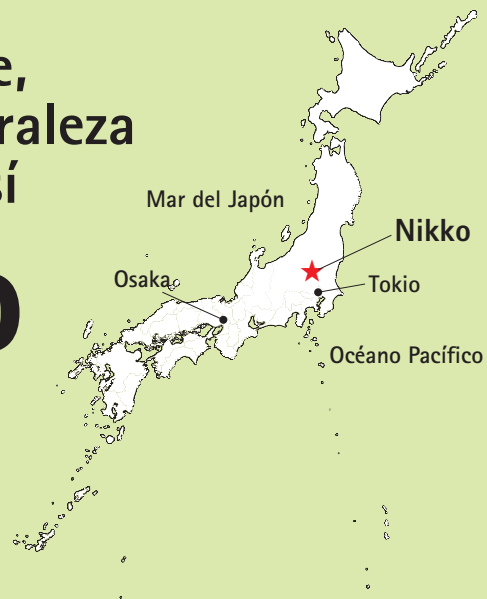 e,
raleza
sí
o
Mar del Japón
Nikko
Osaka
Tokio
Océano Pacífico